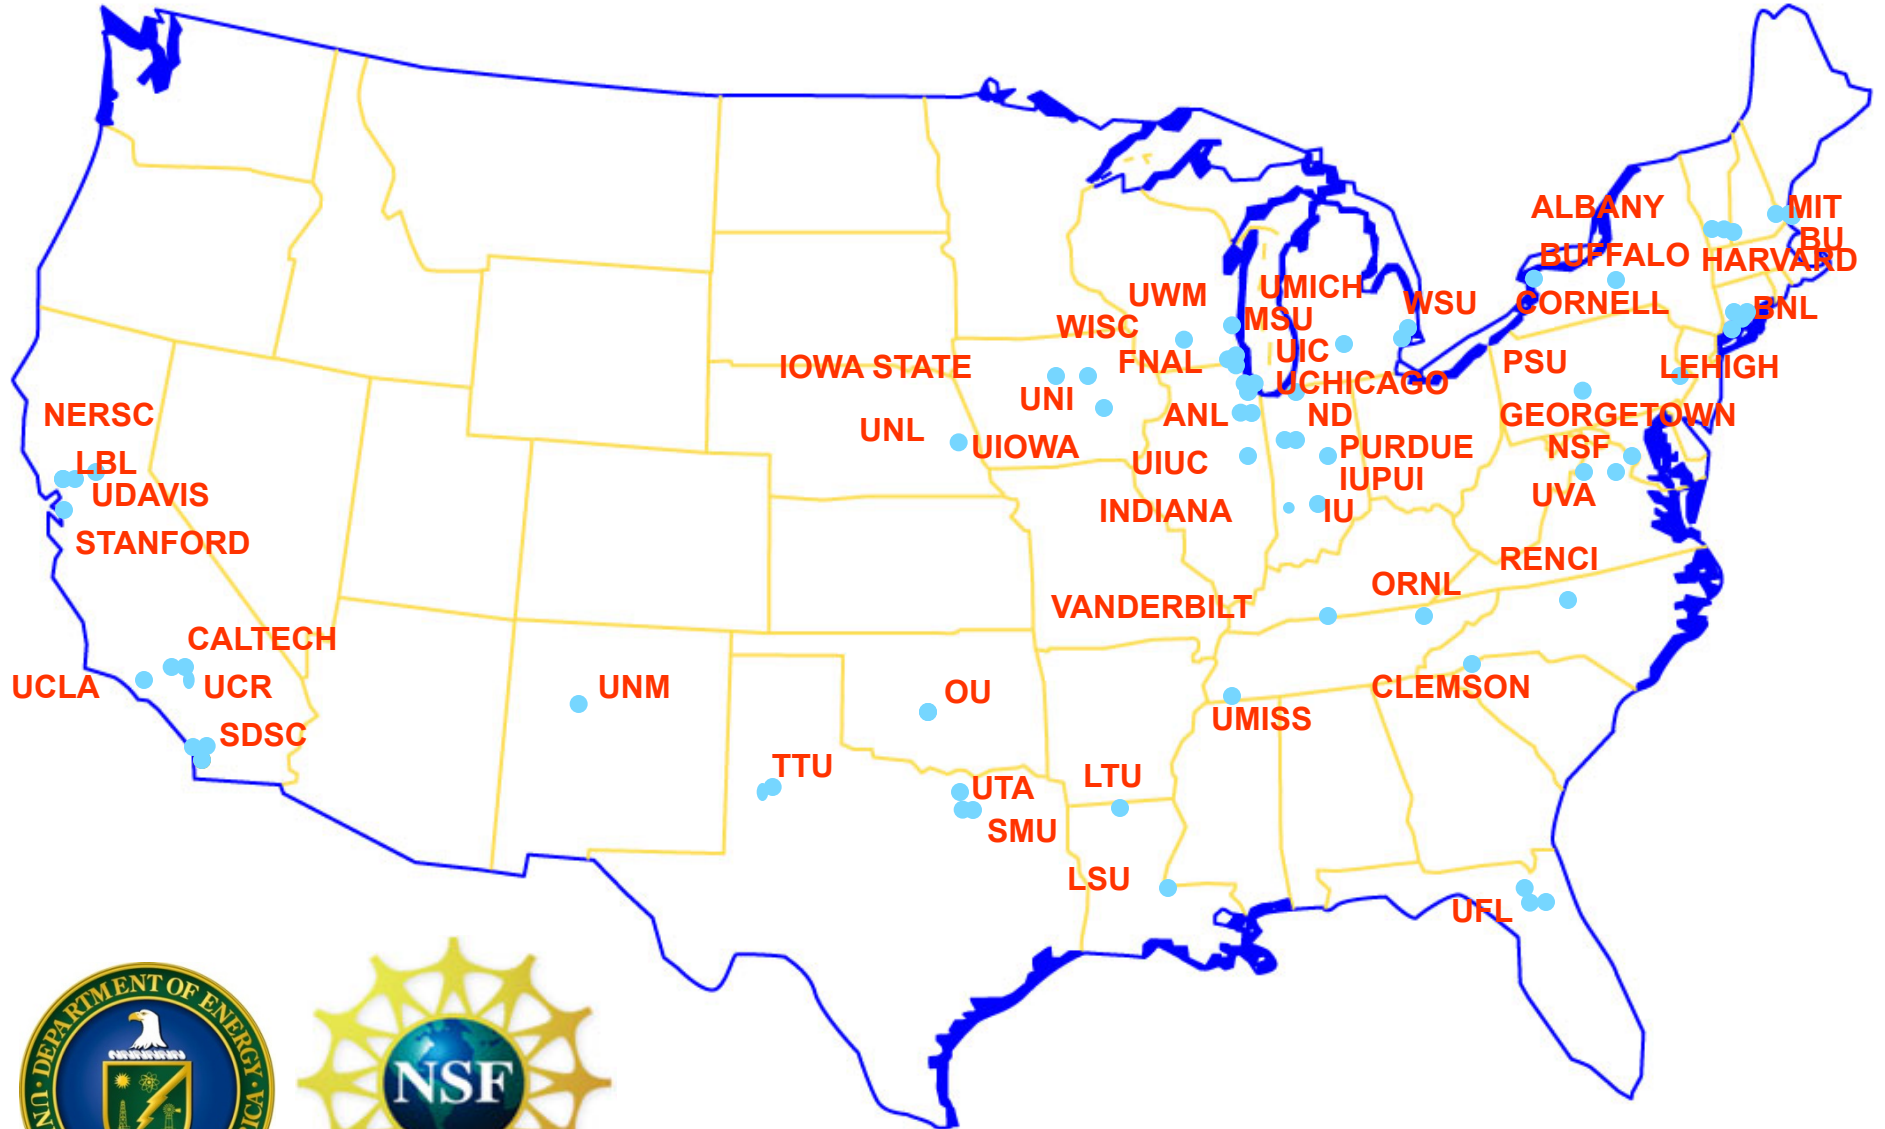 ALBANY
MIT
BU
BUFFALO
HARVARD
UMICH
UWM
WSU
CORNELL
BNL
MSU
WISC
UIC
FNAL
PSU
IOWA STATE
LEHIGH
UCHICAGO
UNI
NERSC
ANL
ND
GEORGETOWN
UNL
UIOWA
PURDUE
NSF
LBL
UIUC
IUPUI
UDAVIS
UVA
INDIANA
IU
STANFORD
RENCI
ORNL
VANDERBILT
CALTECH
UCLA
UCR
UNM
OU
CLEMSON
UMISS
SDSC
TTU
LTU
UTA
SMU
LSU
UFL
DEPARTMENT OF ENERGY
NSF